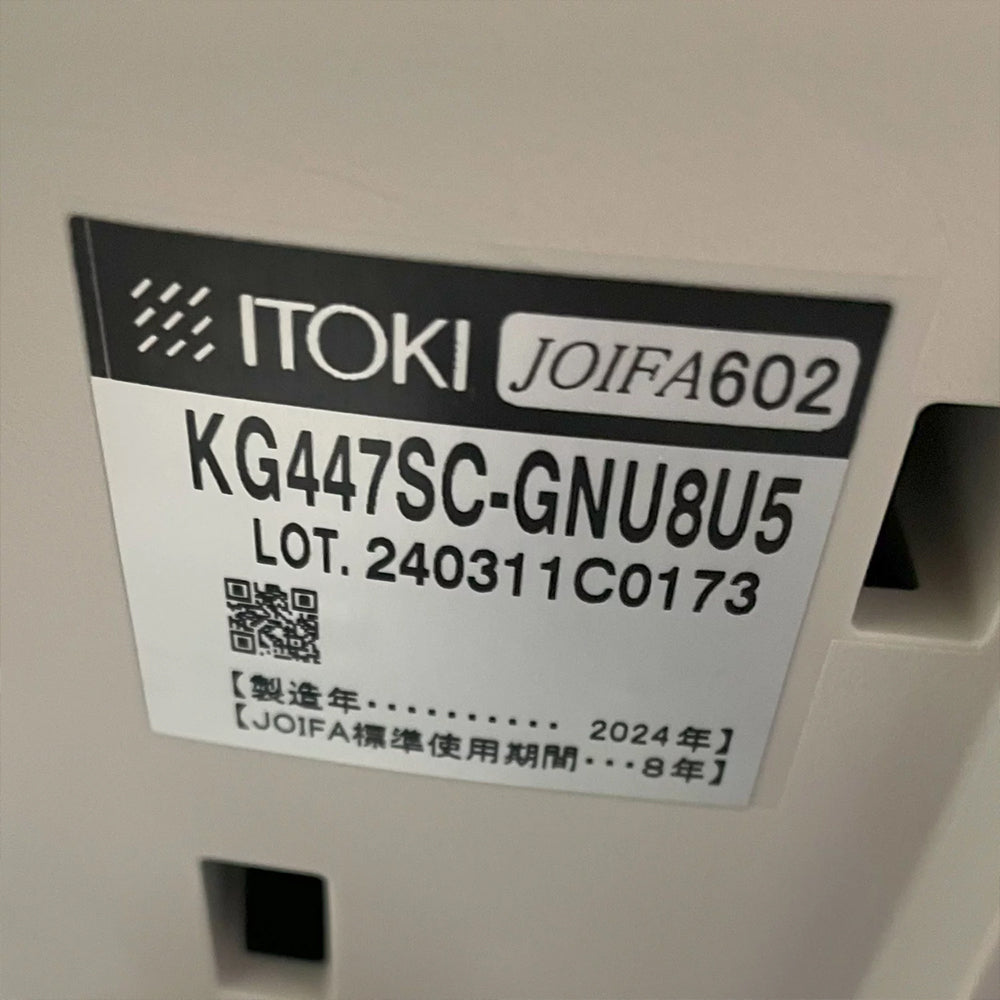 ITOKI JOIFA602
KG447SC-GNU8U5
LOT. 240311C0173
【製造年･･･････････ 2024年】
【JOIFA標準使用期間･･･8年】